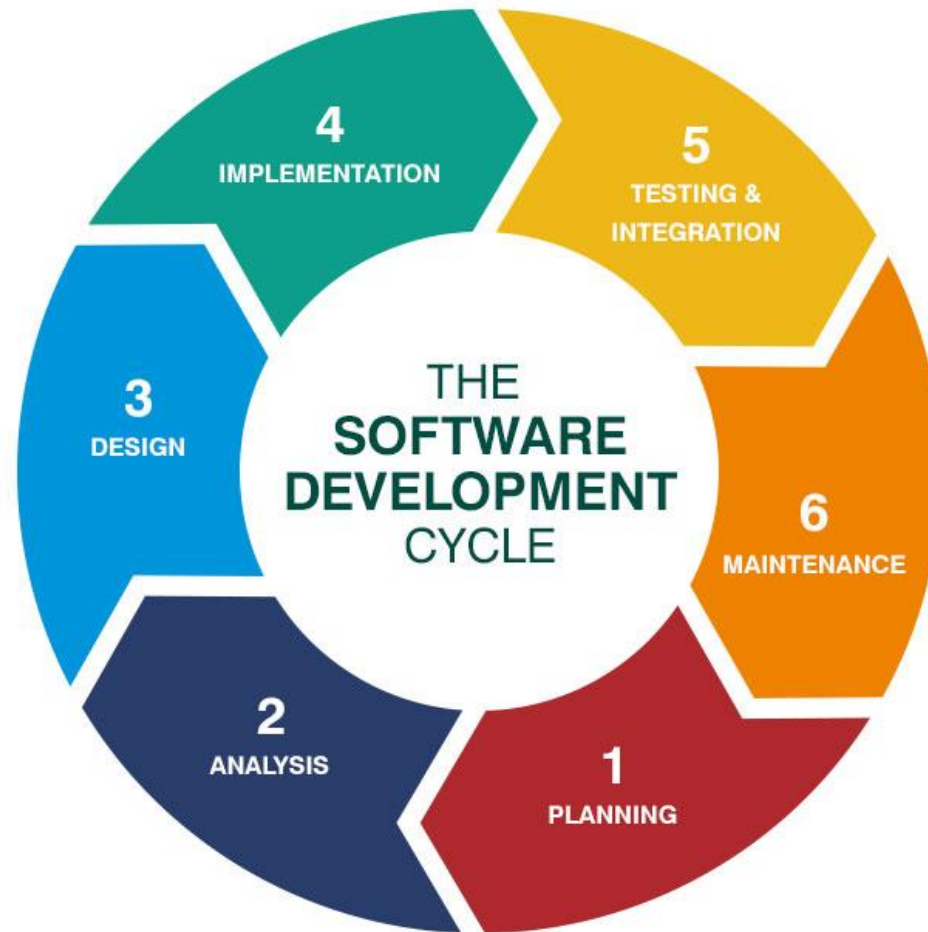 THE
SOFTWARE
DEVELOPMENT
CYCLE
1
PLANNING
2
ANALYSIS
3
DESIGN
4
IMPLEMENTATION
5
TESTING &
INTEGRATION
6
MAINTENANCE